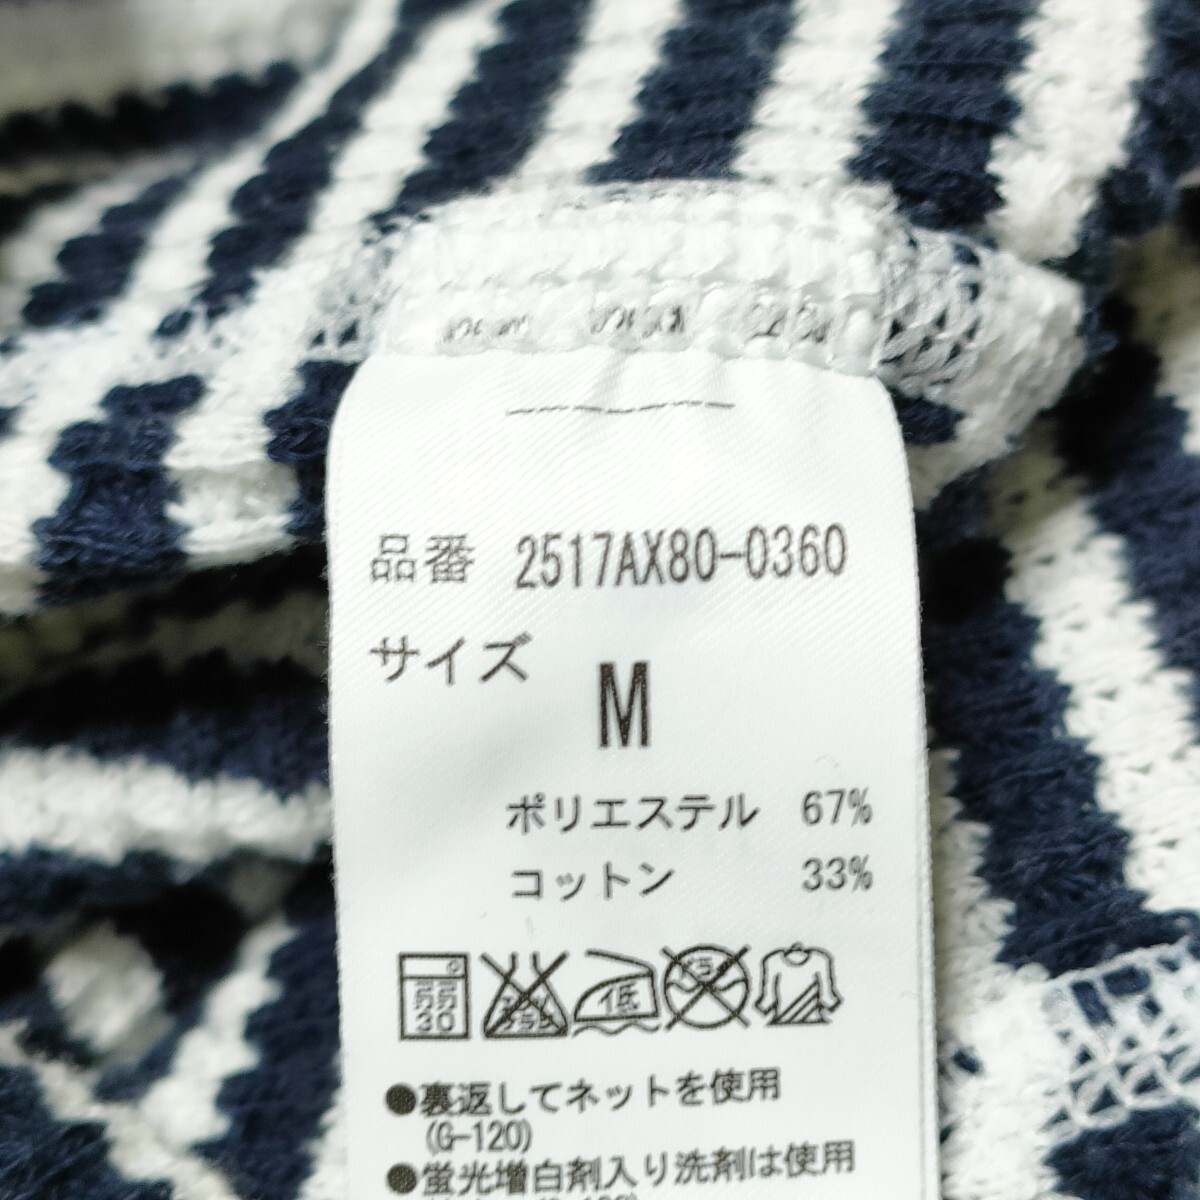 品番 2517AX80-0360
サイズ
M
ポリエステル 67%
コットン 33%
弱 30
低
●裏返してネットを使用
(G-120)
●蛍光増白剤入り洗剤は使用